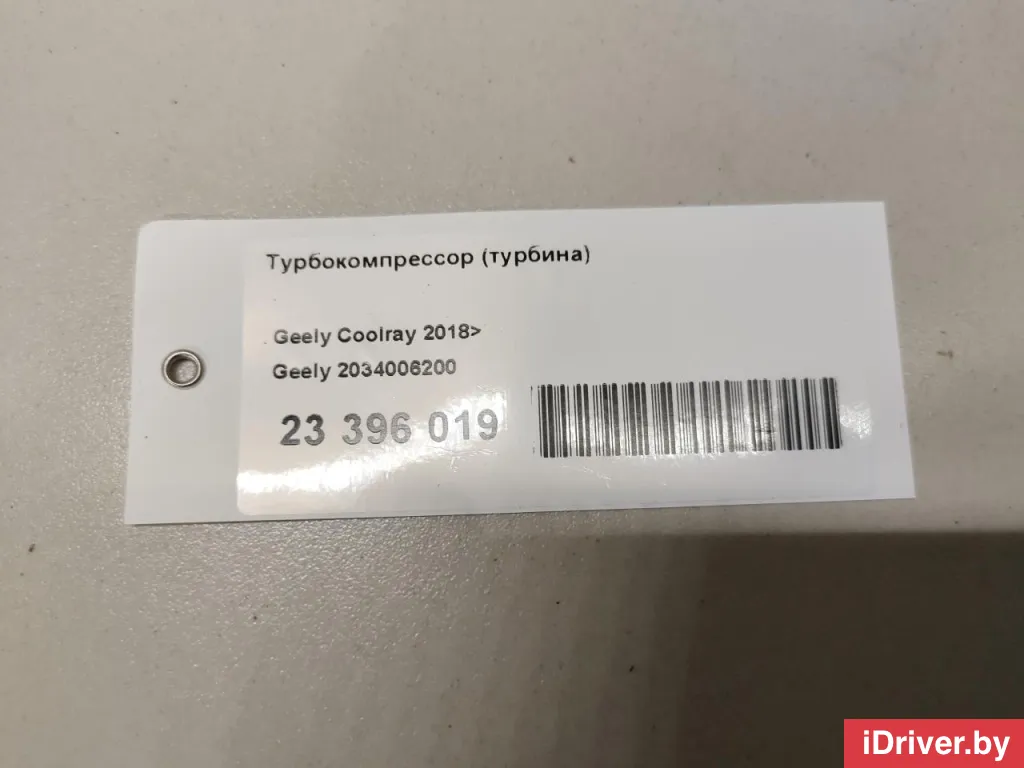 Турбокомпрессор (турбина)
Geely Coolray 2018>
Geely 2034006200
23 396 019
iDriver.by